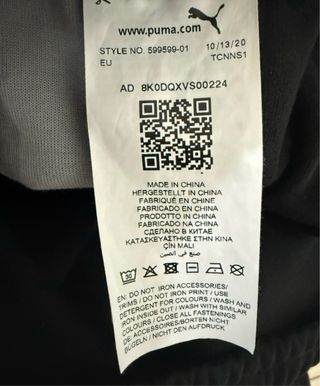 www.puma.com
STYLE NO. 599599-01 10/13/20
EU TCNNS1
AD 8K0DQXVS00224
MADE IN CHINA
HERGESTELLT IN CHINA
FABRIQUÉ EN CHINE
FABRICADO EN CHINA
PRODOTTO IN CHINA
FABRICADO NA CHINA
СДЕЛАНО В КИТАЕ
ΚΑΤΑΣΚΕΥΑΣΤΗΚΕ ΣΤΗΝ ΚΙΝΑ
ÇİN MALI
صنع في الصين
30
EN: DO NOT IRON ACCESSORIES/
TRIMS / DO NOT IRON PRINT / USE
DETERGENT FOR COLOURS / WASH AND
IRON INSIDE OUT / WASH WITH SIMILAR
COLOURS / CLOSE ALL FASTENINGS
DE: ACCESSOIRES/BORTEN NICHT
BÜGELN / NICHT DEN AUFDRUCK